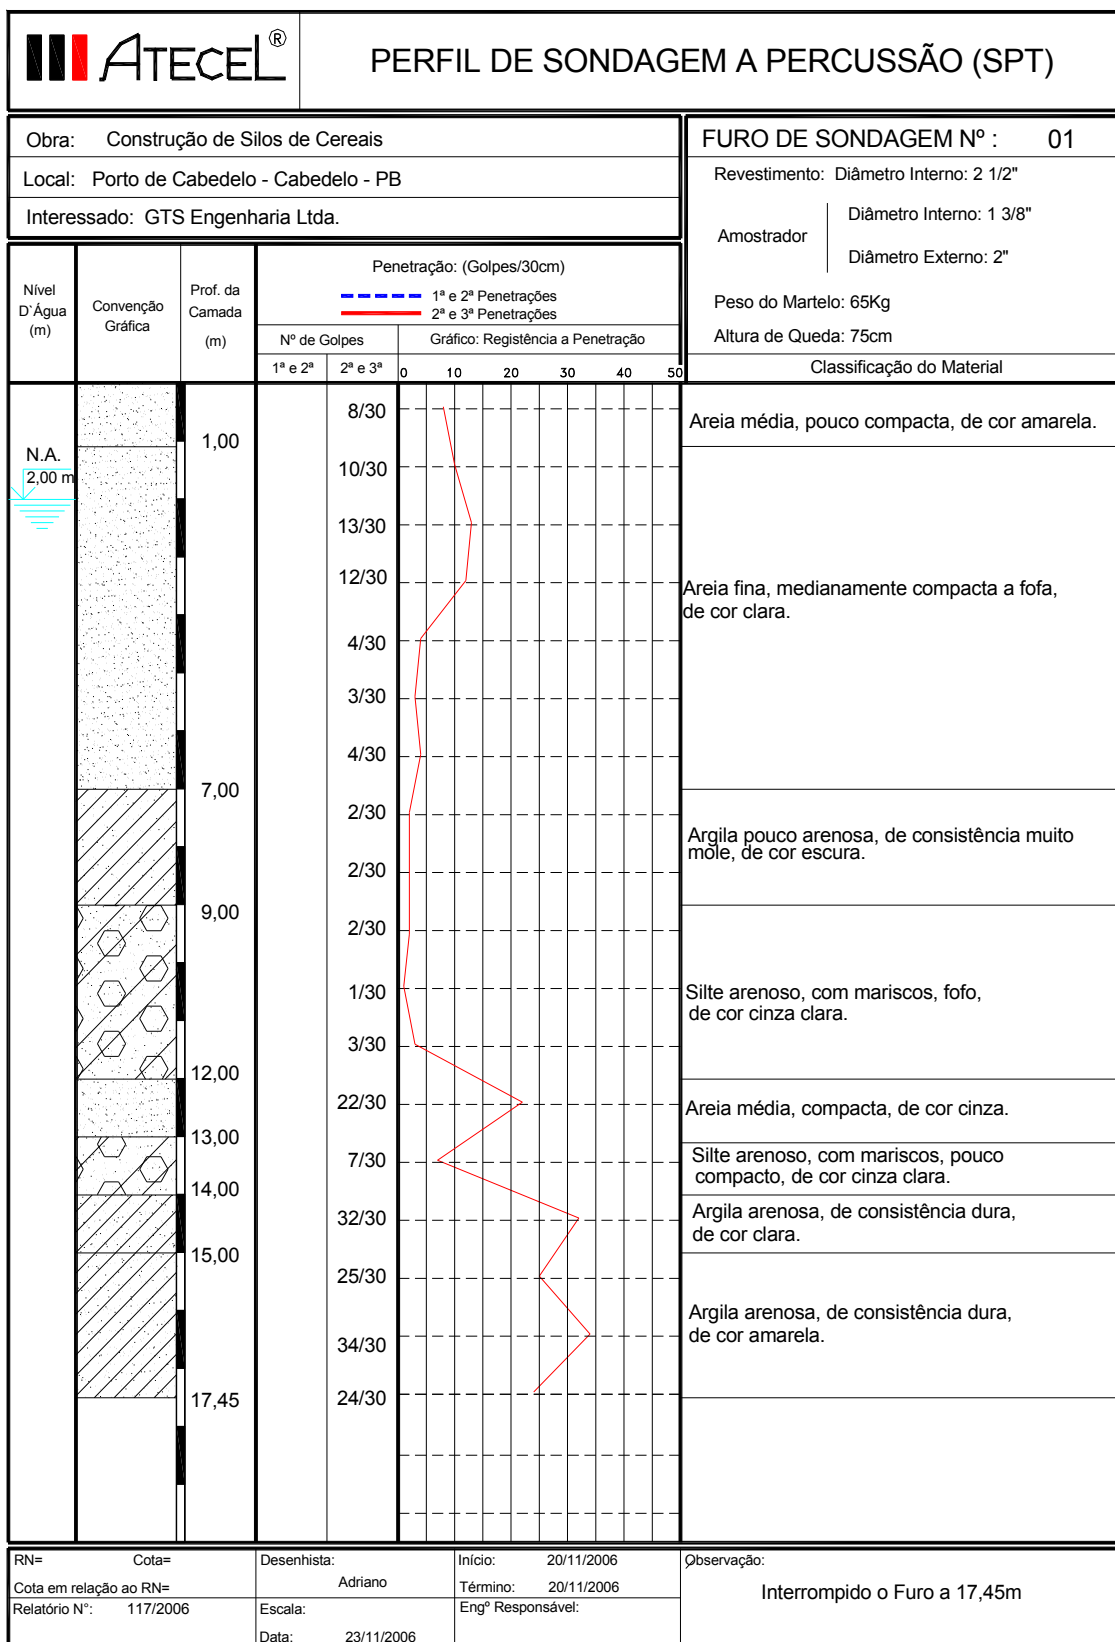 ATECEL®
PERFIL DE SONDAGEM A PERCUSSÃO (SPT)
Obra: Construção de Silos de Cereais
Local: Porto de Cabedelo - Cabedelo - PB
Interessado: GTS Engenharia Ltda.
FURO DE SONDAGEM Nº : 01
Revestimento: Diâmetro Interno: 2 1/2"
Amostrador
Diâmetro Interno: 1 3/8"
Diâmetro Externo: 2"
Peso do Martelo: 65Kg
Altura de Queda: 75cm
Classificação do Material
Nível
D`Água
(m)
Convenção
Gráfica
Prof. da
Camada
(m)
Penetração: (Golpes/30cm)
1ª e 2ª Penetrações
2ª e 3ª Penetrações
Nº de Golpes
Gráfico: Registência a Penetração
1ª e 2ª
2ª e 3ª
0 10 20 30 40 50
N.A.
2,00 m
1,00
7,00
9,00
12,00
13,00
14,00
15,00
17,45
8/30
10/30
13/30
12/30
4/30
3/30
4/30
2/30
2/30
2/30
1/30
3/30
22/30
7/30
32/30
25/30
34/30
24/30
Areia média, pouco compacta, de cor amarela.
Areia fina, medianamente compacta a fofa,
de cor clara.
Argila pouco arenosa, de consistência muito
mole, de cor escura.
Silte arenoso, com mariscos, fofo,
de cor cinza clara.
Areia média, compacta, de cor cinza.
Silte arenoso, com mariscos, pouco
compacto, de cor cinza clara.
Argila arenosa, de consistência dura,
de cor clara.
Argila arenosa, de consistência dura,
de cor amarela.
RN= Cota=
Cota em relação ao RN=
Relatório N°: 117/2006
Desenhista:
Adriano
Escala:
Data: 23/11/2006
Início: 20/11/2006
Término: 20/11/2006
Engº Responsável:
Observação:
Interrompido o Furo a 17,45m